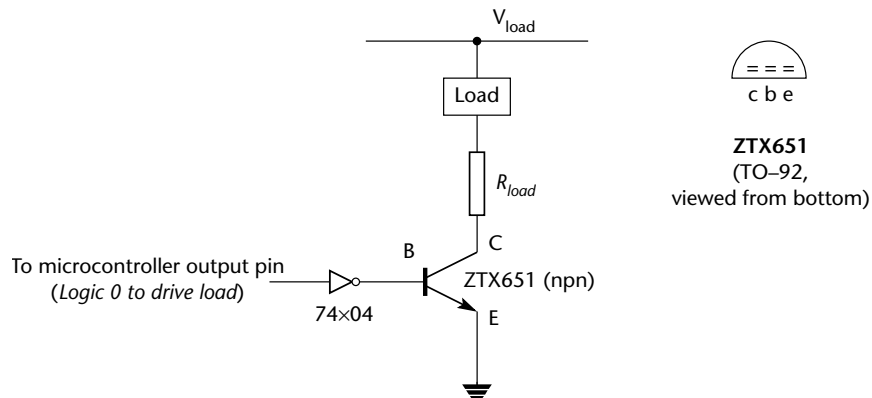 V_load
Load
R_load
B
C
ZTX651 (npn)
E
To microcontroller output pin
(Logic 0 to drive load)
74×04
= = =
c b e
ZTX651
(TO–92,
viewed from bottom)